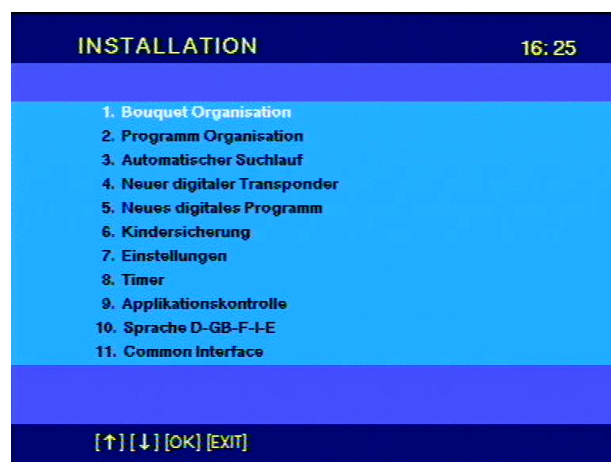 INSTALLATION 16:25
1. Bouquet Organisation
2. Programm Organisation
3. Automatischer Suchlauf
4. Neuer digitaler Transponder
5. Neues digitales Programm
6. Kindersicherung
7. Einstellungen
8. Timer
9. Applikationskontrolle
10. Sprache D-GB-F-I-E
11. Common Interface
[↑] [↓] [OK] [EXIT]